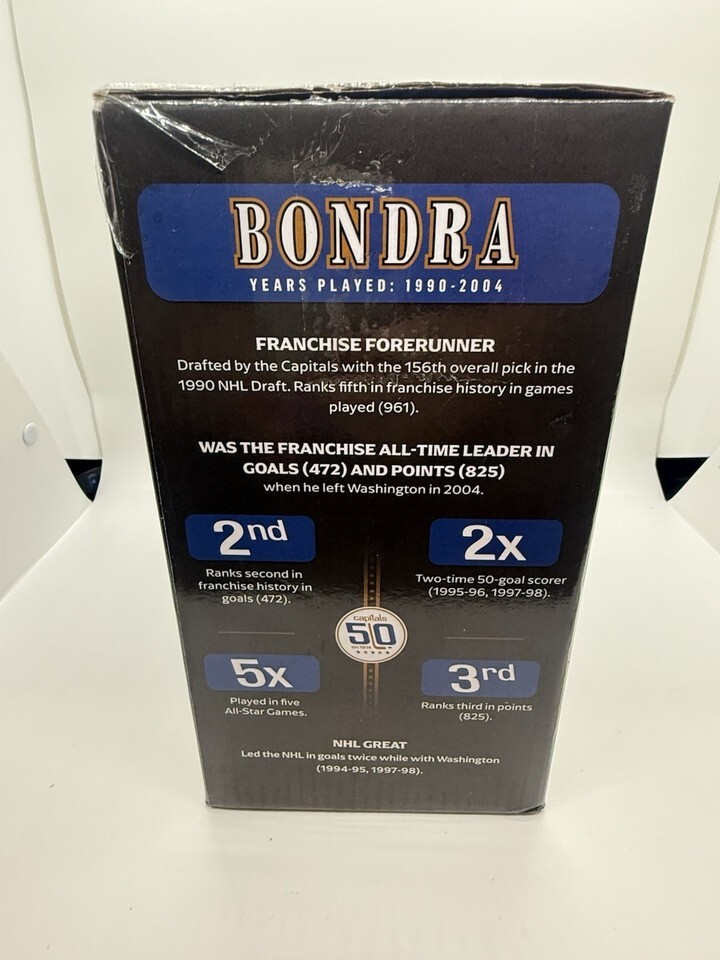 BONDRA
YEARS PLAYED: 1990-2004
FRANCHISE FORERUNNER
Drafted by the Capitals with the 156th overall pick in the
1990 NHL Draft. Ranks fifth in franchise history in games
played (961).
WAS THE FRANCHISE ALL-TIME LEADER IN
GOALS (472) AND POINTS (825)
when he left Washington in 2004.
2nd
Ranks second in
franchise history in
goals (472).
2x
Two-time 50-goal scorer
(1995-96, 1997-98).
capitals
50
5x
Played in five
All-Star Games.
3rd
Ranks third in points
(825).
NHL GREAT
Led the NHL in goals twice while with Washington
(1994-95, 1997-98).